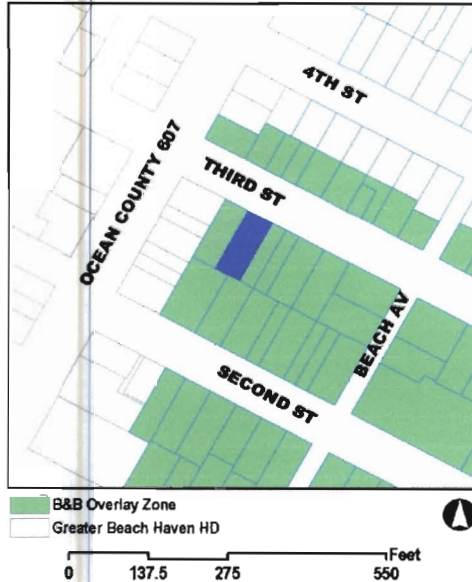 4TH ST
OCEAN COUNTY 607
THIRD ST
BEACH AV
SECOND ST
B&B Overlay Zone
Greater Beach Haven HD
Feet
0 137.5 275 550